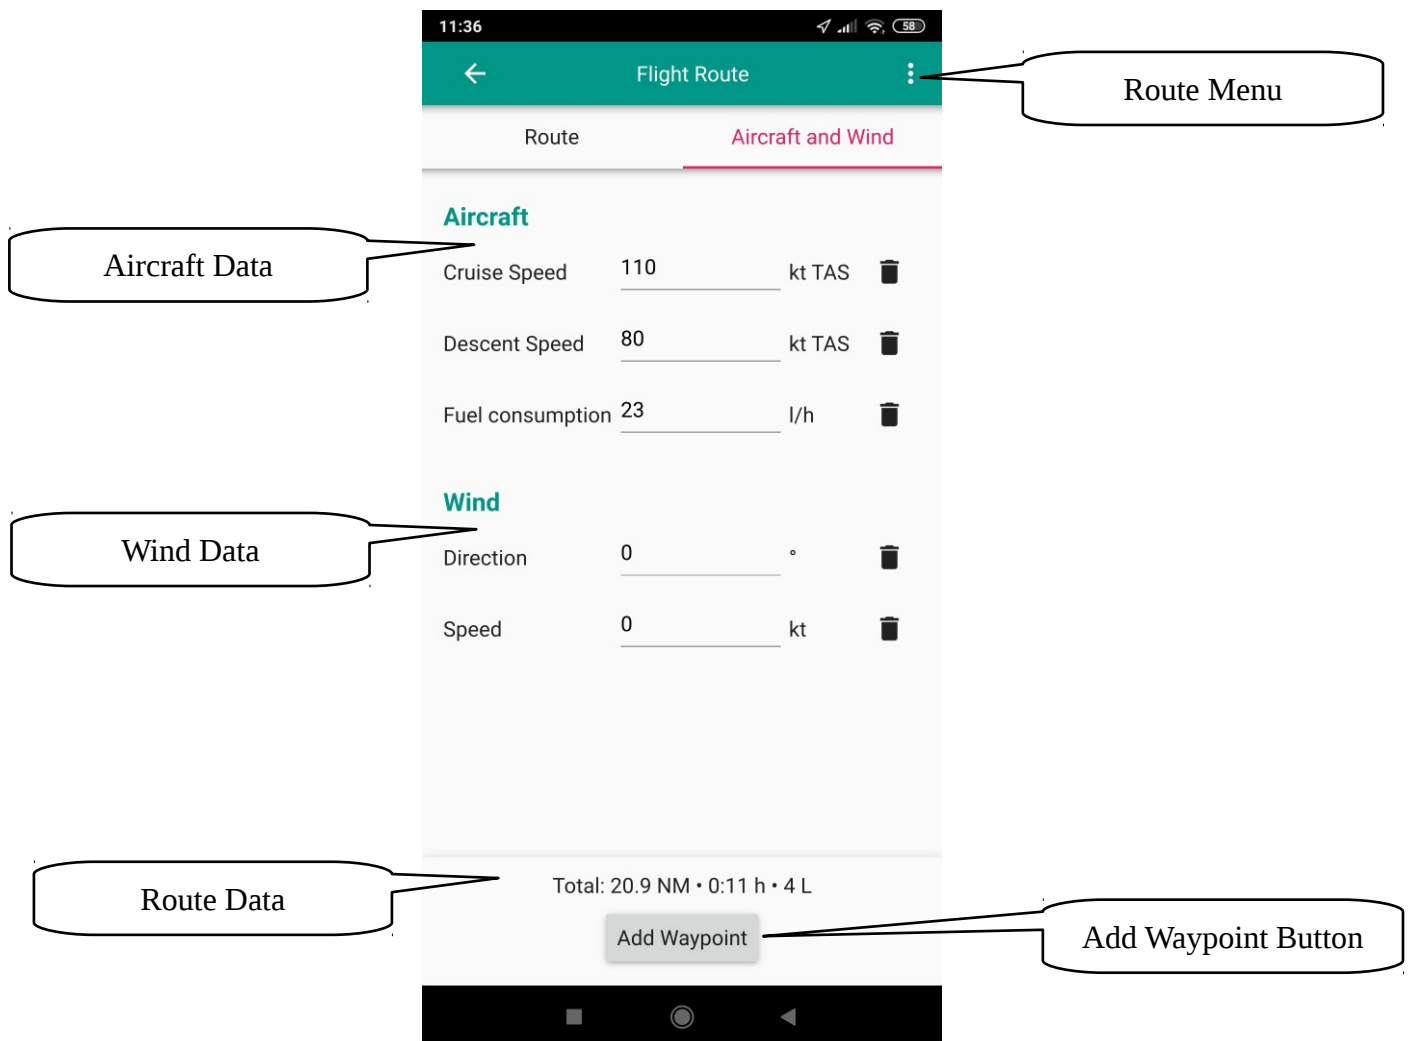 11:36
58
Flight Route
Route Menu
Route
Aircraft and Wind
Aircraft
Aircraft Data
Cruise Speed 110 kt TAS
Descent Speed 80 kt TAS
Fuel consumption 23 l/h
Wind
Wind Data
Direction 0 °
Speed 0 kt
Total: 20.9 NM • 0:11 h • 4 L
Route Data
Add Waypoint
Add Waypoint Button